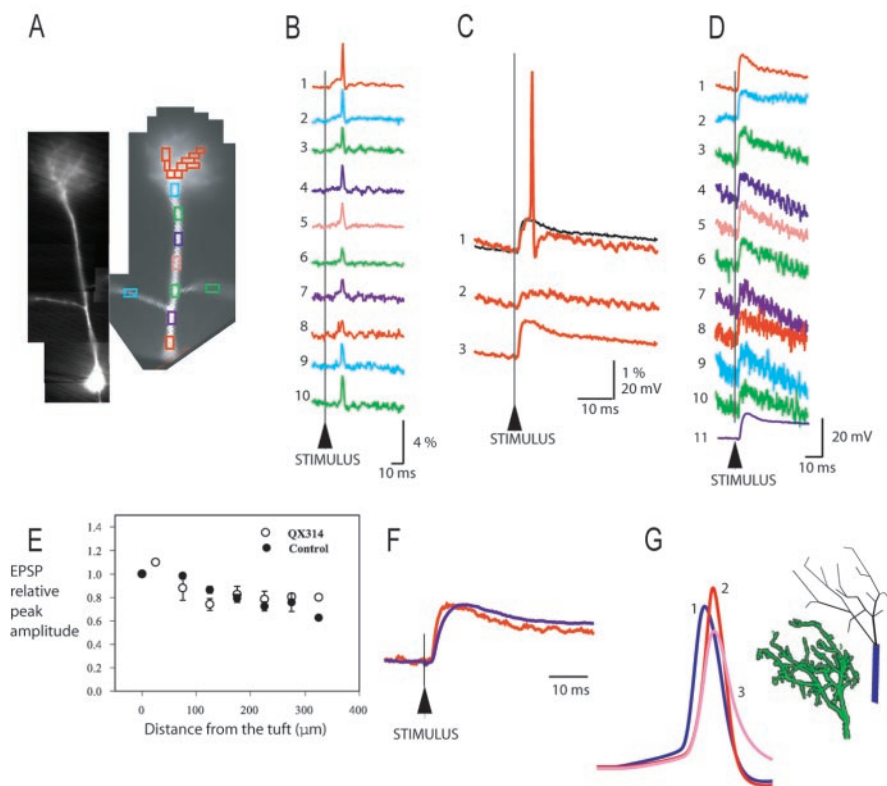 A
B
1
2
3
4
5
6
7
8
9
10
STIMULUS
4 %
10 ms
C
1
2
3
1 %
20 mV
10 ms
STIMULUS
D
1
2
3
4
5
6
7
8
9
10
11
20 mV
10 ms
STIMULUS
E
EPSP
relative
peak
amplitude
1.4
1.2
1.0
0.8
0.6
0.4
0.2
0.0
QX314
Control
0 100 200 300 400
Distance from the tuft (µm)
F
10 ms
STIMULUS
G
1
2
3